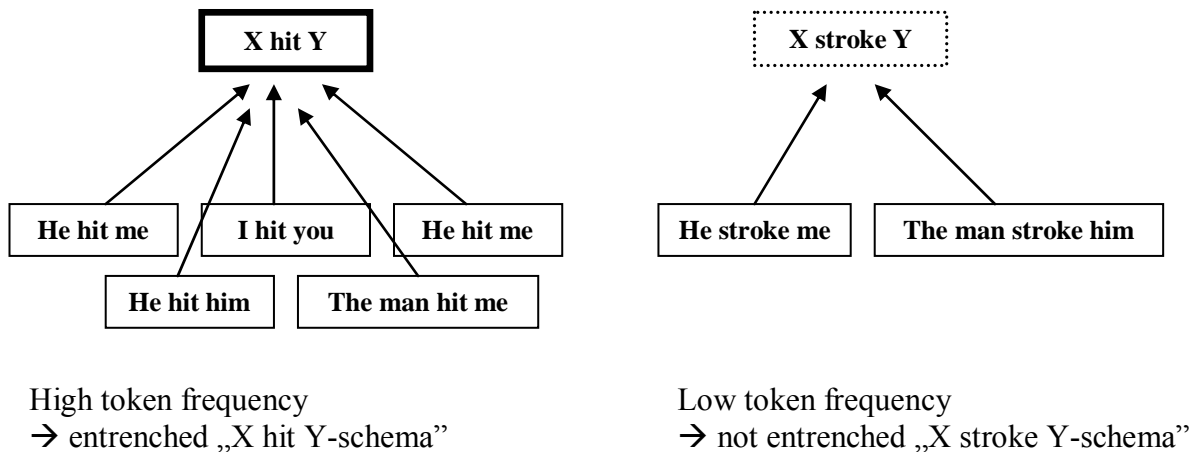 X hit Y
X stroke Y
He hit me
I hit you
He hit me
He stroke me
The man stroke him
He hit him
The man hit me
High token frequency
→ entrenched „X hit Y-schema”
Low token frequency
→ not entrenched „X stroke Y-schema”